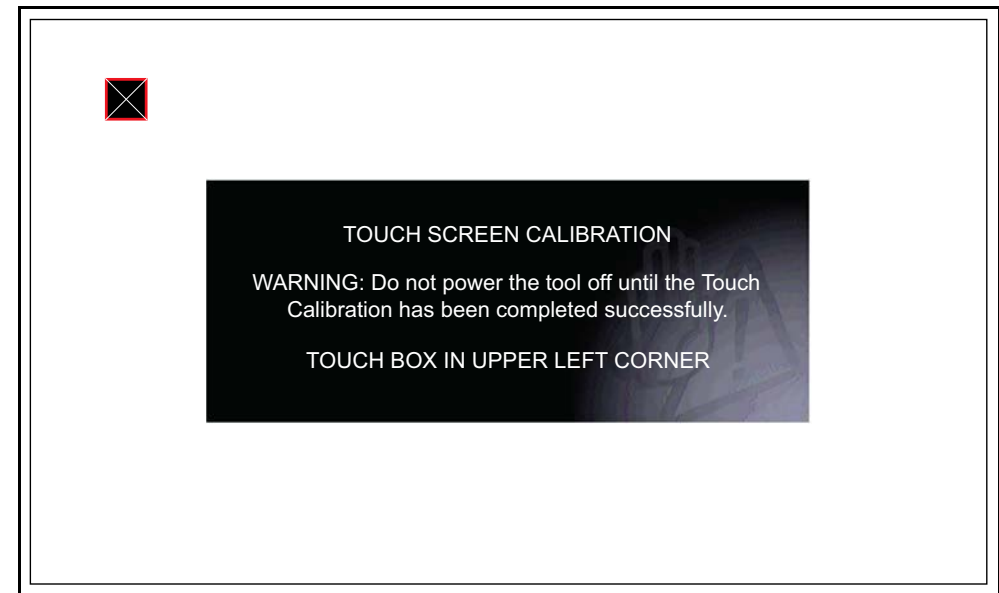 TOUCH SCREEN CALIBRATION
WARNING: Do not power the tool off until the Touch
Calibration has been completed successfully.
TOUCH BOX IN UPPER LEFT CORNER